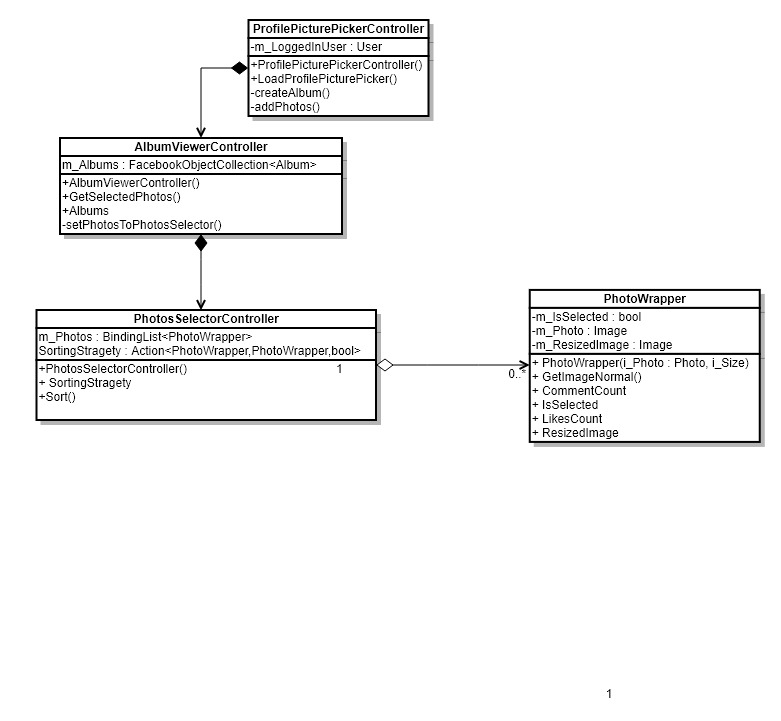 ProfilePicturePickerController
-m_LoggedInUser : User
+ProfilePicturePickerController()
+LoadProfilePicturePicker()
-createAlbum()
-addPhotos()
AlbumViewerController
m_Albums : FacebookObjectCollection<Album>
+AlbumViewerController()
+GetSelectedPhotos()
+Albums
-setPhotosToPhotosSelector()
PhotosSelectorController
m_Photos : BindingList<PhotoWrapper>
SortingStragety : Action<PhotoWrapper,PhotoWrapper,bool>
+PhotosSelectorController()
1
+ SortingStragety
+Sort()
0..*
PhotoWrapper
-m_IsSelected : bool
-m_Photo : Image
-m_ResizedImage : Image
+ PhotoWrapper(i_Photo : Photo, i_Size)
+ GetImageNormal()
+ CommentCount
+ IsSelected
+ LikesCount
+ ResizedImage
1